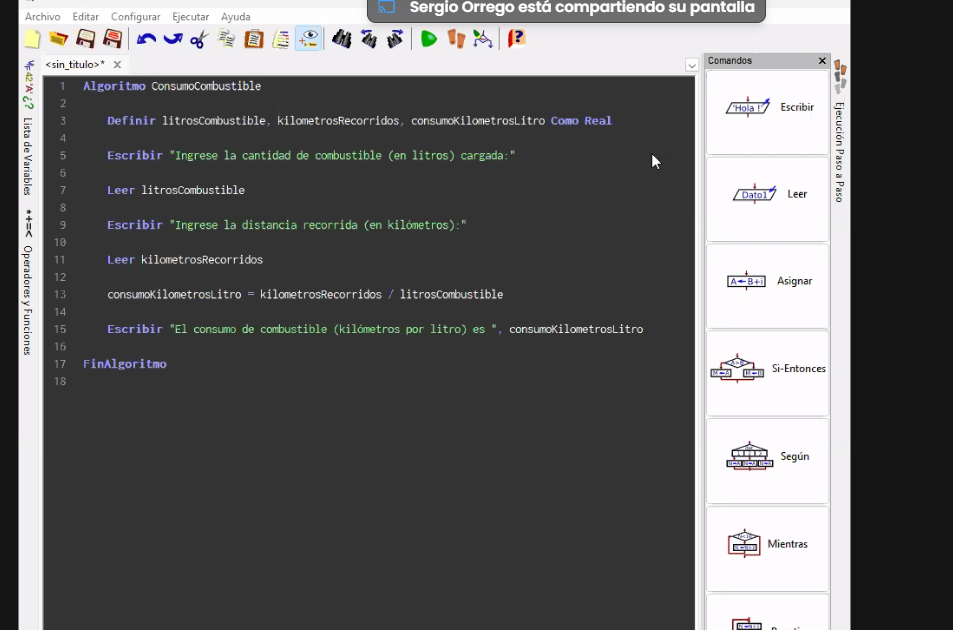 Sergio Orrego está compartiendo su pantalla
Archivo Editar Configurar Ejecutar Ayuda
<sin_titulo>*
Comandos
1 Algoritmo ConsumoCombustible
2
3 Definir litrosCombustible, kilometrosRecorridos, consumoKilometrosLitro Como Real
4
5 Escribir "Ingrese la cantidad de combustible (en litros) cargada:"
6
7 Leer litrosCombustible
8
9 Escribir "Ingrese la distancia recorrida (en kilómetros):"
10
11 Leer kilometrosRecorridos
12
13 consumoKilometrosLitro = kilometrosRecorridos / litrosCombustible
14
15 Escribir "El consumo de combustible (kilómetros por litro) es ", consumoKilometrosLitro
16
17 FinAlgoritmo
18
Lista de Variables
Operadores y Funciones
'Hola !' Escribir
Dato1 Leer
A←B+i Asignar
Si-Entonces
Según
Mientras
Ejecución Paso a Paso